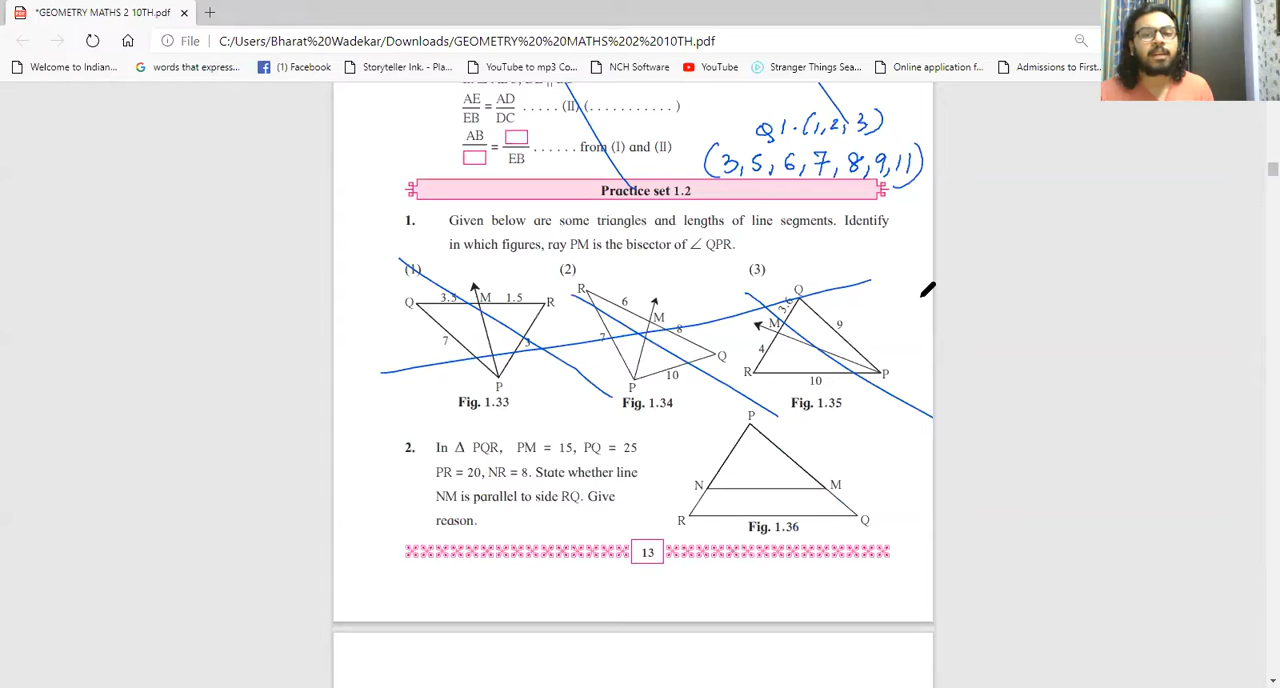 *GEOMETRY MATHS 2 10TH.pdf
File
C:/Users/Bharat%20Wadekar/Downloads/GEOMETRY%20%20MATHS%202%2010TH.pdf
Welcome to Indian...
words that express...
(1) Facebook
Storyteller Ink. - Pla...
YouTube to mp3 Co...
NCH Software
YouTube
Stranger Things Sea...
Online application f...
Admissions to First...
AE/EB = AD/DC . . . . . (II) (. . . . . . . . . . . )
AB/□ = □/EB . . . . . . from (I) and (II)
Q1. (1, 2, 3)
(3, 5, 6, 7, 8, 9, 11)
Practice set 1.2
1. Given below are some triangles and lengths of line segments. Identify
in which figures, ray PM is the bisector of ∠ QPR.
(1)
Q 3.5 M 1.5 R
7 3
P
Fig. 1.33
(2)
R 6 M 8 Q
7 10
P
Fig. 1.34
(3)
Q 3.6 M 9
4
R 10 P
Fig. 1.35
2. In Δ PQR, PM = 15, PQ = 25
PR = 20, NR = 8. State whether line
NM is parallel to side RQ. Give
reason.
P
N M
R Q
Fig. 1.36
13